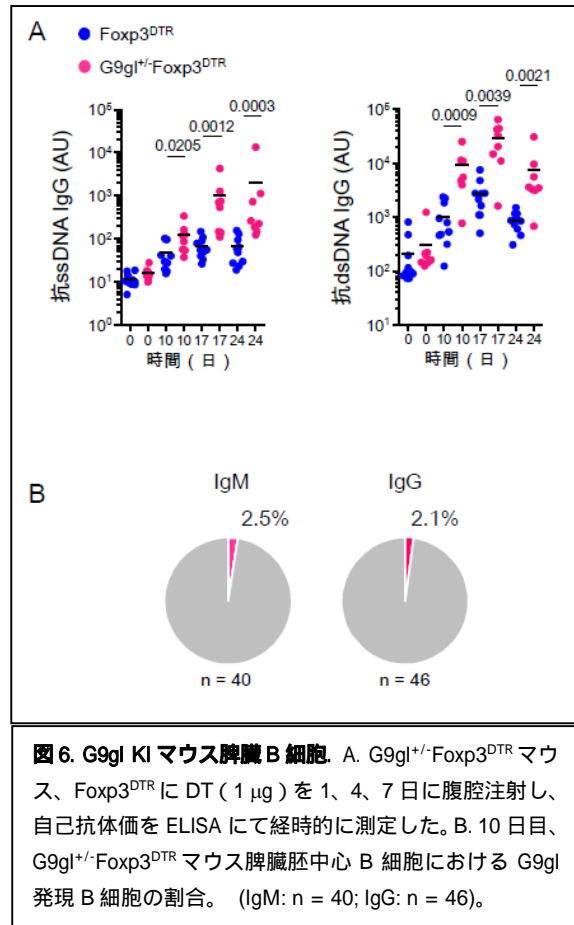 A
Foxp3ᴰᵀᴿ
G9gl⁺/⁻Foxp3ᴰᵀᴿ
抗ssDNA IgG (AU)
10⁵
10⁴
10³
10²
10¹
10⁰
0.0205
0.0012
0.0003
0 0 10 10 17 17 24 24
時間(日)
抗dsDNA IgG (AU)
10⁵
10⁴
10³
10²
10¹
0.0009
0.0039
0.0021
0 0 10 10 17 17 24 24
時間(日)
B
IgM
2.5%
n = 40
IgG
2.1%
n = 46
図 6. G9gl KI マウス脾臓 B 細胞. A. G9gl⁺/⁻Foxp3ᴰᵀᴿ マウ
ス、Foxp3ᴰᵀᴿ に DT(1 μg)を 1、4、7 日に腹腔注射し、
自己抗体価を ELISA にて経時的に測定した。B. 10 日目、
G9gl⁺/⁻Foxp3ᴰᵀᴿ マウス脾臓胚中心 B 細胞における G9gl
発現 B 細胞の割合。 (IgM: n = 40; IgG: n = 46)。